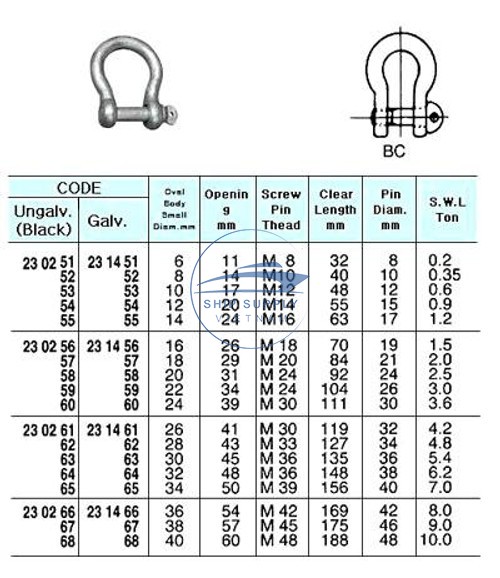 BC
CODE
Ungalv. (Black) Galv. Oval Body Small Diam.mm Openin g mm Screw Pin Thead Clear Length mm Pin Diam. mm S.W.L Ton
23 02 51 23 14 51 6 11 M 8 32 8 0.2
52 52 8 14 M10 40 10 0.35
53 53 10 17 M12 48 12 0.6
54 54 12 20 M14 55 15 0.9
55 55 14 24 M16 63 17 1.2
23 02 56 23 14 56 16 26 M 18 70 19 1.5
57 57 18 29 M 20 84 21 2.0
58 58 20 31 M 24 92 24 2.5
59 59 22 34 M 24 104 26 3.0
60 60 24 39 M 30 111 30 3.6
23 02 61 23 14 61 26 41 M 30 119 32 4.2
62 62 28 43 M 33 127 34 4.8
63 63 30 45 M 36 135 36 5.4
64 64 32 48 M 36 148 38 6.2
65 65 34 50 M 39 156 40 7.0
23 02 66 23 14 66 36 54 M 42 169 42 8.0
67 67 38 57 M 45 175 46 9.0
68 68 40 60 M 48 188 48 10.0
SHIP SUPPLY
VIETNAM